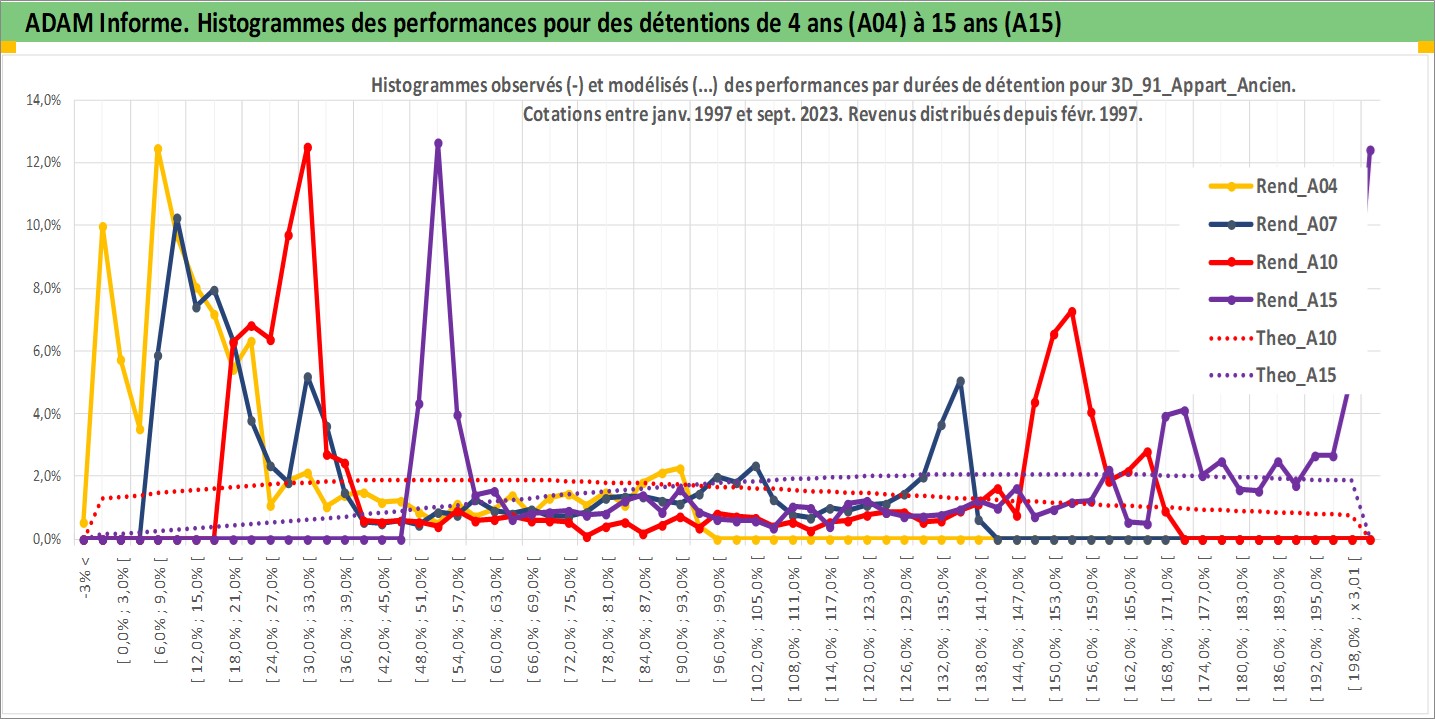 ADAM Informe. Histogrammes des performances pour des détentions de 4 ans (A04) à 15 ans (A15)
Histogrammes observés (-) et modélisés (...) des performances par durées de détention pour 3D_91_Appart_Ancien.
Cotations entre janv. 1997 et sept. 2023. Revenus distribués depuis févr. 1997.
14,0%
12,0%
10,0%
8,0%
6,0%
4,0%
2,0%
0,0%
Rend_A04
Rend_A07
Rend_A10
Rend_A15
Theo_A10
Theo_A15
-3% <
[ 0,0% ; 3,0% [
[ 6,0% ; 9,0% [
[ 12,0% ; 15,0%
[ 18,0% ; 21,0%
[ 24,0% ; 27,0%
[ 30,0% ; 33,0%
[ 36,0% ; 39,0%
[ 42,0% ; 45,0%
[ 48,0% ; 51,0%
[ 54,0% ; 57,0%
[ 60,0% ; 63,0%
[ 66,0% ; 69,0%
[ 72,0% ; 75,0%
[ 78,0% ; 81,0%
[ 84,0% ; 87,0%
[ 90,0% ; 93,0%
[ 96,0% ; 99,0%
[ 102,0% ; 105,0%
[ 108,0% ; 111,0%
[ 114,0% ; 117,0%
[ 120,0% ; 123,0%
[ 126,0% ; 129,0%
[ 132,0% ; 135,0%
[ 138,0% ; 141,0%
[ 144,0% ; 147,0%
[ 150,0% ; 153,0%
[ 156,0% ; 159,0%
[ 162,0% ; 165,0%
[ 168,0% ; 171,0%
[ 174,0% ; 177,0%
[ 180,0% ; 183,0%
[ 186,0% ; 189,0%
[ 192,0% ; 195,0%
[ 198,0% ; x 3,01 [